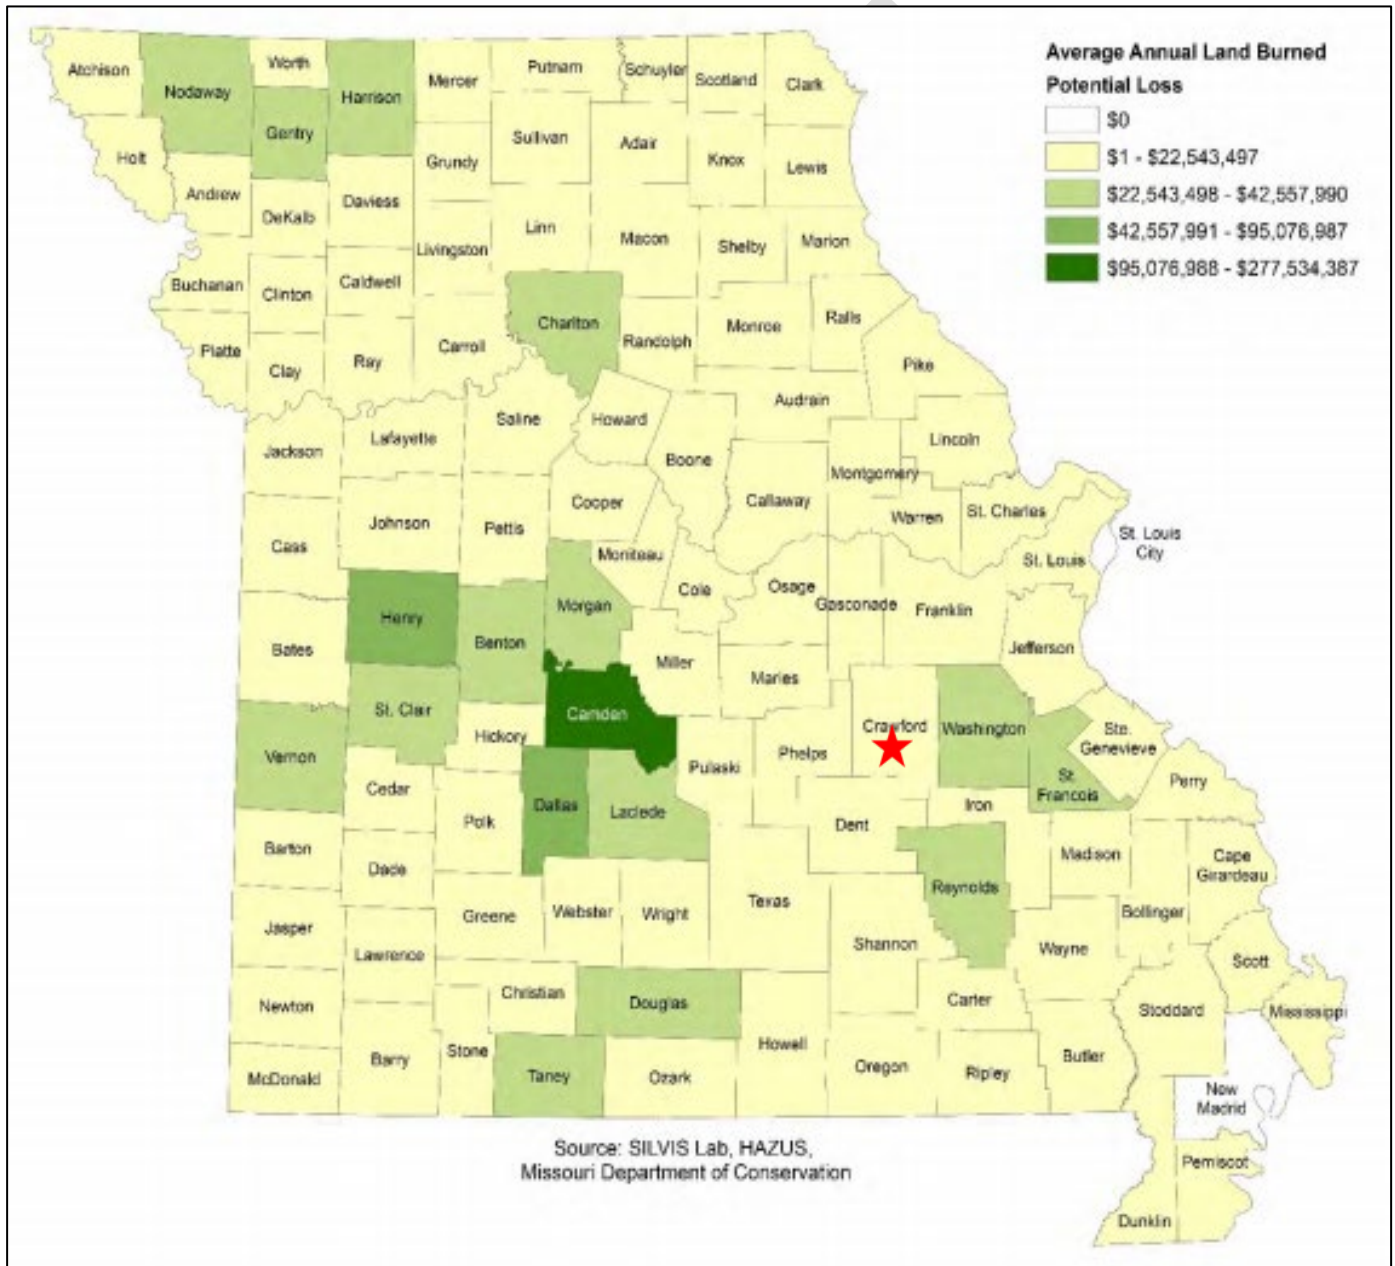 Average Annual Land Burned
Potential Loss
$0
$1 - $22,543,497
$22,543,498 - $42,557,990
$42,557,991 - $95,076,987
$95,076,988 - $277,534,387
Atchison
Nodaway
Worth
Harrison
Mercer
Putnam
Schuyler
Scotland
Clark
Gentry
Holt
Andrew
DeKalb
Daviess
Grundy
Sullivan
Adair
Knox
Lewis
Livingston
Linn
Macon
Shelby
Marion
Buchanan
Clinton
Caldwell
Charlton
Randolph
Monroe
Ralls
Platte
Clay
Ray
Carroll
Pike
Saline
Howard
Audrain
Jackson
Lafayette
Boone
Lincoln
Montgomery
Cooper
Callaway
Warren
St. Charles
Cass
Johnson
Pettis
Moniteau
St. Louis
City
St. Louis
Cole
Osage
Gasconade
Franklin
Henry
Morgan
Benton
Bates
Miller
Jefferson
Maries
St. Clair
Camden
Hickory
Crawford
Washington
Ste.
Genevieve
Vernon
Phelps
Pulaski
St.
Francois
Perry
Cedar
Dallas
Laclede
Iron
Polk
Dent
Barton
Madison
Cape
Girardeau
Dade
Reynolds
Greene
Webster
Wright
Texas
Bollinger
Jasper
Lawrence
Shannon
Wayne
Scott
Newton
Christian
Douglas
Carter
Stoddard
Mississippi
McDonald
Barry
Stone
Taney
Ozark
Howell
Oregon
Ripley
Butler
New
Madrid
Pemiscot
Dunklin
Source: SILVIS Lab, HAZUS,
Missouri Department of Conservation